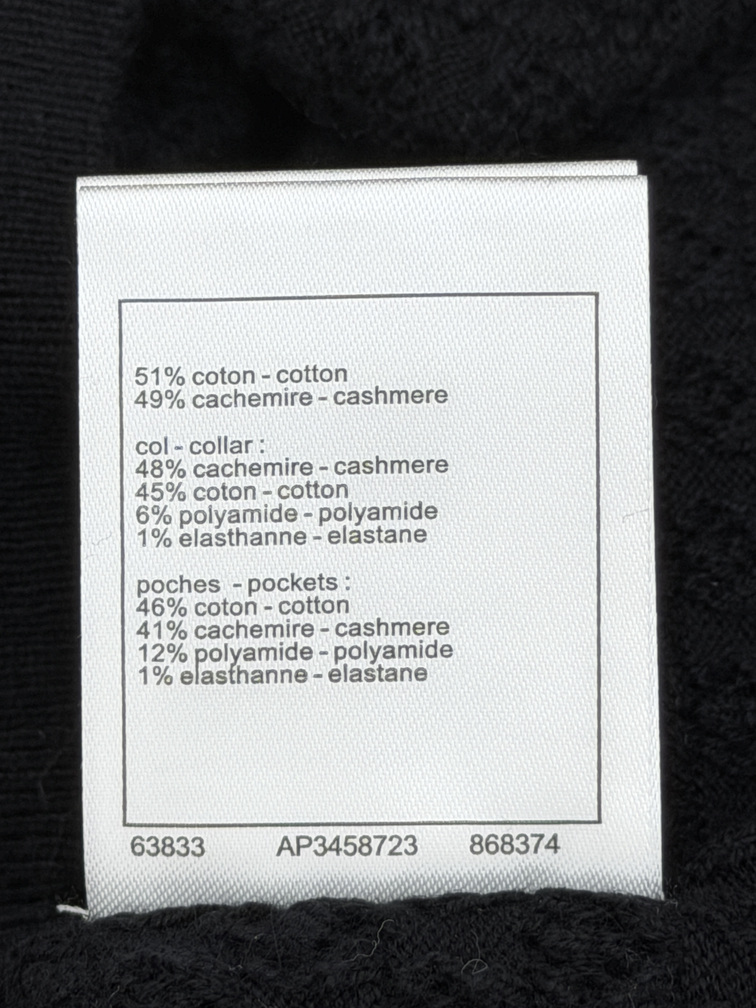 51% coton - cotton
49% cachemire - cashmere
col - collar :
48% cachemire - cashmere
45% coton - cotton
6% polyamide - polyamide
1% elasthanne - elastane
poches - pockets :
46% coton - cotton
41% cachemire - cashmere
12% polyamide - polyamide
1% elasthanne - elastane
63833 AP3458723 868374